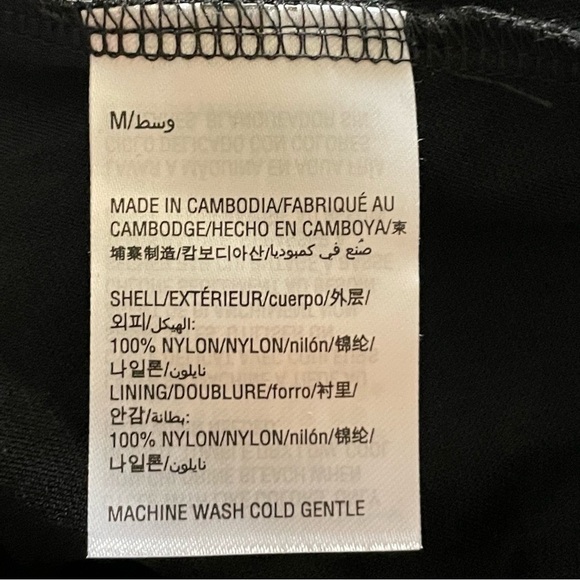 M/وسط
MADE IN CAMBODIA/FABRIQUÉ AU
CAMBODGE/HECHO EN CAMBOYA/柬
埔寨制造/캄보디아산/صُنع في كمبوديا
SHELL/EXTÉRIEUR/cuerpo/外层/
외피/الهيكل:
100% NYLON/NYLON/nilón/锦纶/
나일론/نايلون
LINING/DOUBLURE/forro/衬里/
안감/بطانة:
100% NYLON/NYLON/nilón/锦纶/
나일론/نايلون
MACHINE WASH COLD GENTLE